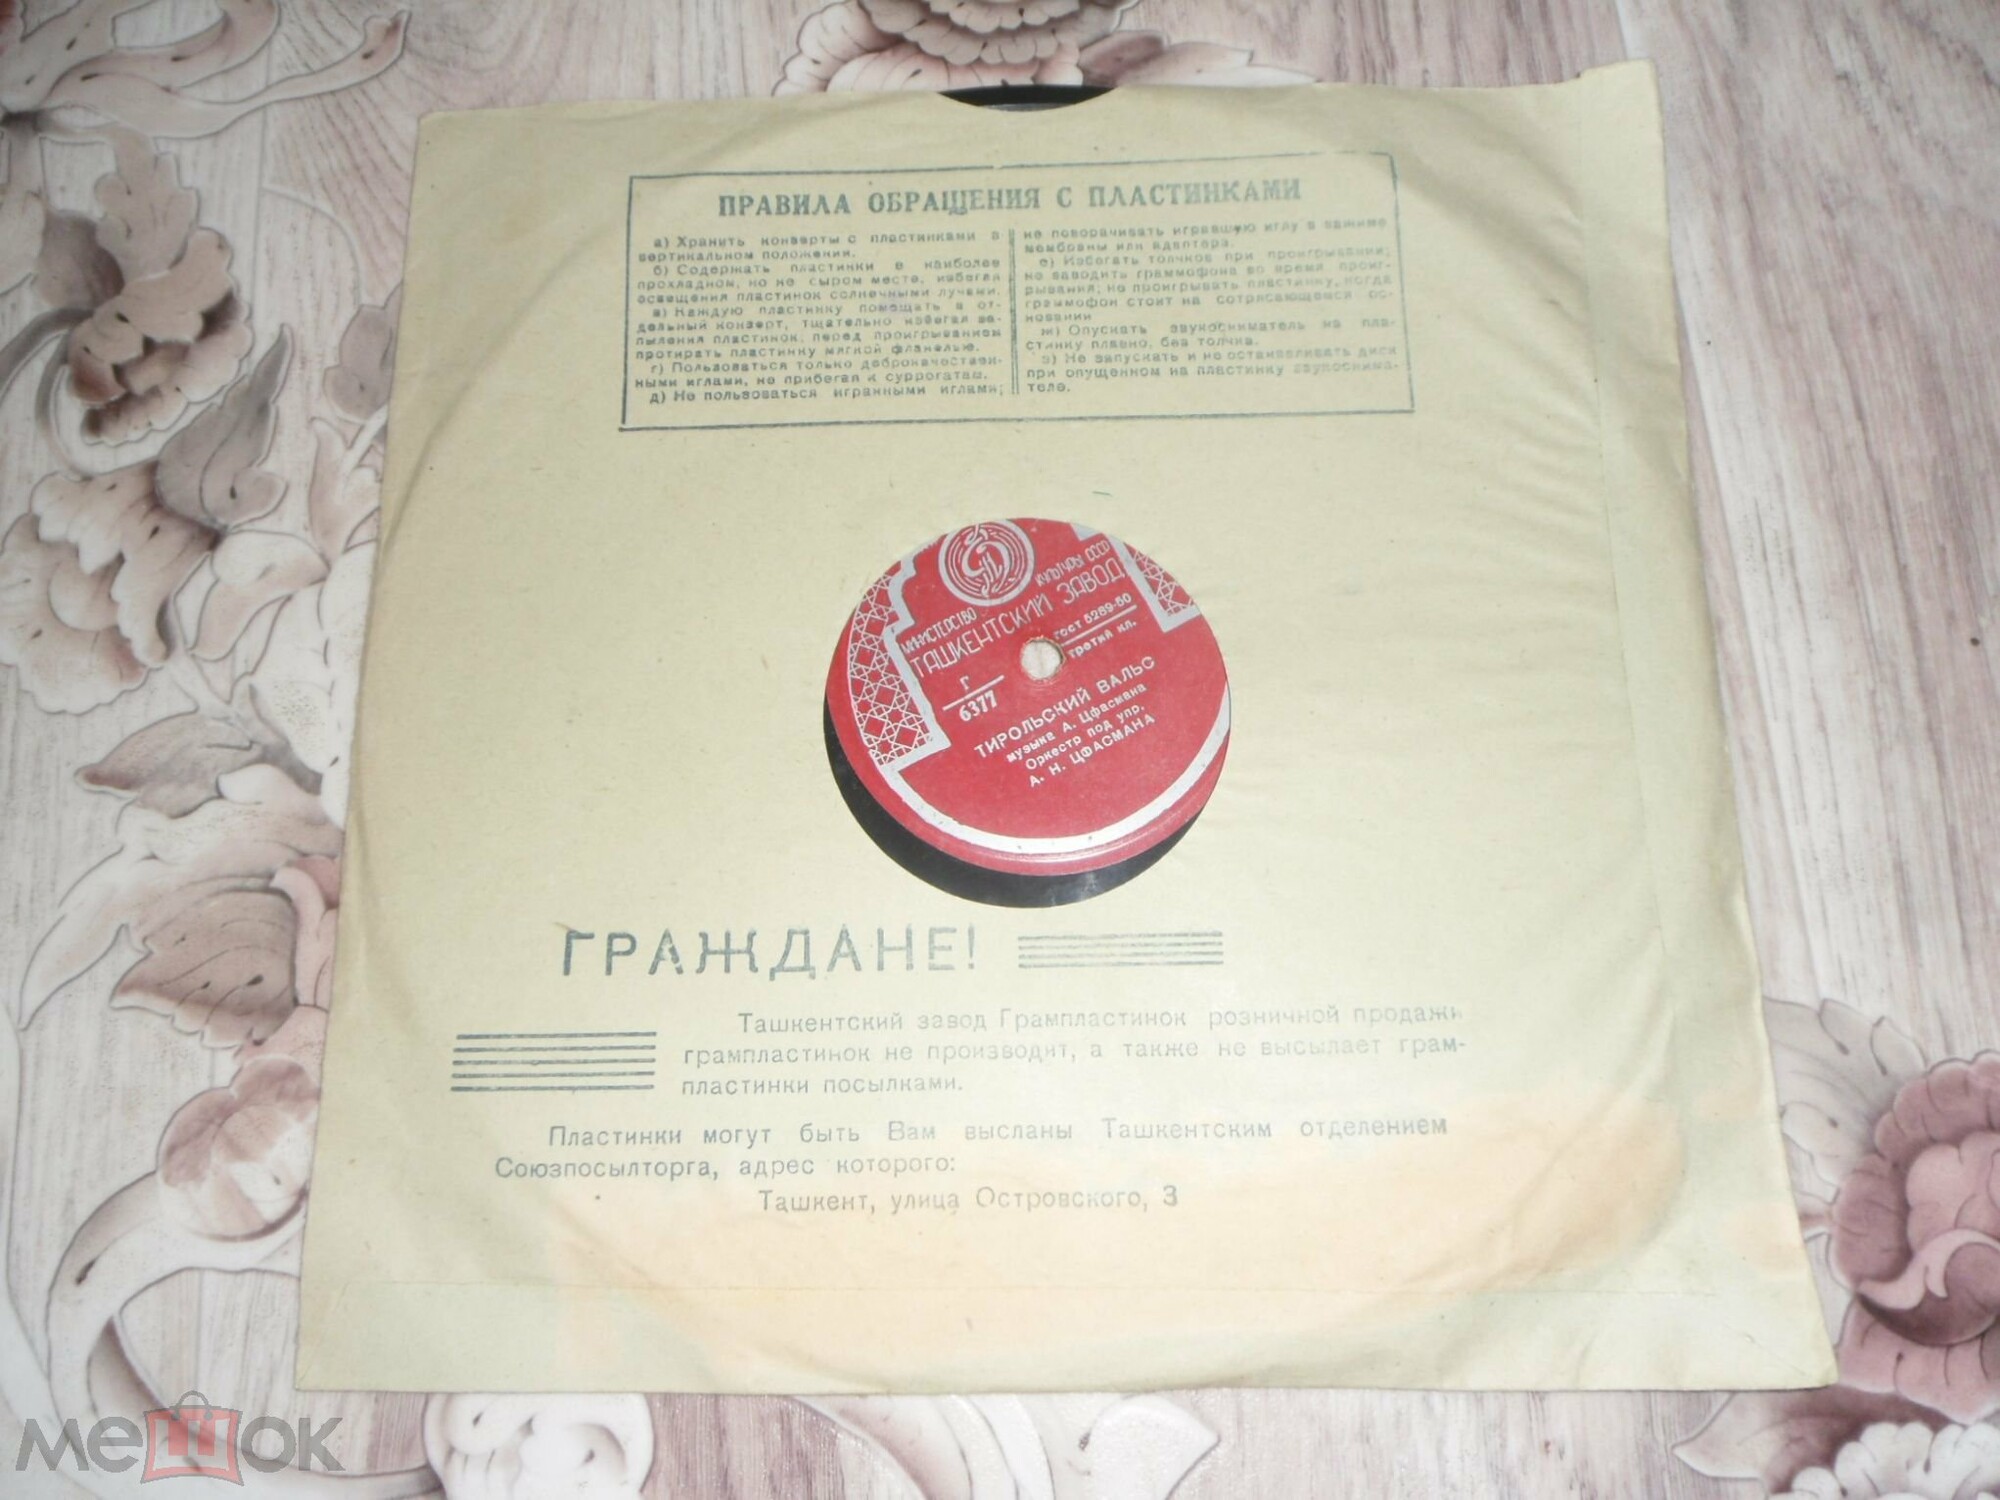 ПРАВИЛА ОБРАЩЕНИЯ С ПЛАСТИНКАМИ
а) Хранить конверты с пластинками в
вертикальном положении.
б) Содержать пластинки в наиболее
прохладном, но не сыром месте, избегая
освещения пластинок солнечными лучами.
в) Каждую пластинку помещать в от-
дельный конверт, тщательно избегая за-
пыления пластинок; перед проигрыванием
протирать пластинку мягкой фланелью.
г) Пользоваться только доброкачествен-
ными иглами, не прибегая к суррогатам.
д) Не пользоваться игранными иглами;
не поворачивать игравшую иглу в зажиме
мембраны или адаптера.
е) Избегать толчков при проигрывании;
не заводить граммофона во время проиг-
рывания; не проигрывать пластинку, когда
граммофон стоит на сотрясающемся ос-
новании
ж) Опускать звукосниматель на пла-
стинку плавно, без толчка.
з) Не запускать и не останавливать диск
при опущенном на пластинку звукоснима-
теле.
МИНИСТЕРСТВО КУЛЬТУРЫ СССР
ТАШКЕНТСКИЙ ЗАВОД
ГОСТ 5289-50
третий кл.
Г
6377
ТИРОЛЬСКИЙ ВАЛЬС
музыка А. Цфасмана
Оркестр под упр.
А. Н. ЦФАСМАНА
ГРАЖДАНЕ!
Ташкентский завод Грампластинок розничной продажи
грампластинок не производят, а также не высылает грам-
пластинки посылками.
Пластинки могут быть Вам высланы Ташкентским отделением
Союзпосылторга, адрес которого:
Ташкент, улица Островского, 3
мешок